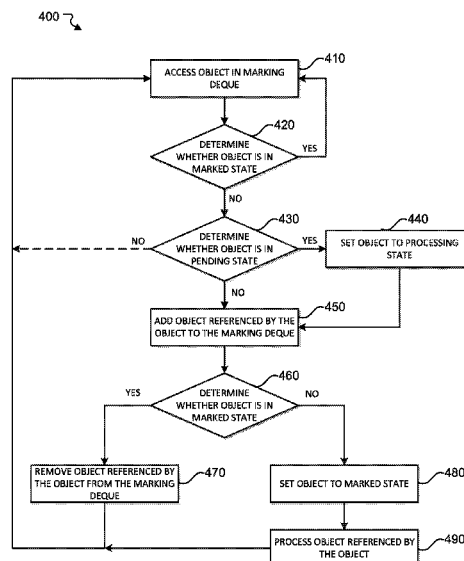 400
ACCESS OBJECT IN MARKING
DEQUE
410
420
DETERMINE
WHETHER OBJECT IS IN
MARKED STATE
YES
NO
430
DETERMINE
WHETHER OBJECT IS IN
PENDING STATE
NO
YES
440
SET OBJECT TO PROCESSING
STATE
NO
450
ADD OBJECT REFERENCED BY THE
OBJECT TO THE MARKING DEQUE
460
DETERMINE
WHETHER OBJECT IS IN
MARKED STATE
YES
NO
REMOVE OBJECT REFERENCED BY
THE OBJECT FROM THE MARKING
DEQUE
470
SET OBJECT TO MARKED STATE
480
PROCESS OBJECT REFERENCED BY
THE OBJECT
490